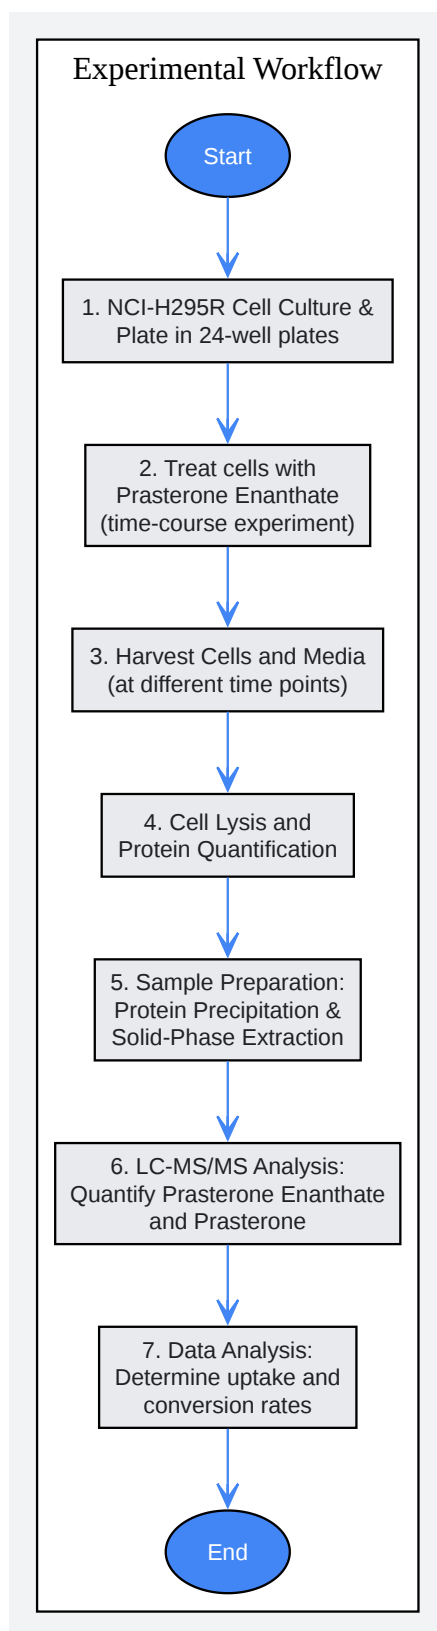 Experimental Workflow
Start
1. NCI-H295R Cell Culture &
Plate in 24-well plates
2. Treat cells with
Prasterone Enanthate
(time-course experiment)
3. Harvest Cells and Media
(at different time points)
4. Cell Lysis and
Protein Quantification
5. Sample Preparation:
Protein Precipitation &
Solid-Phase Extraction
6. LC-MS/MS Analysis:
Quantify Prasterone Enanthate
and Prasterone
7. Data Analysis:
Determine uptake and
conversion rates
End